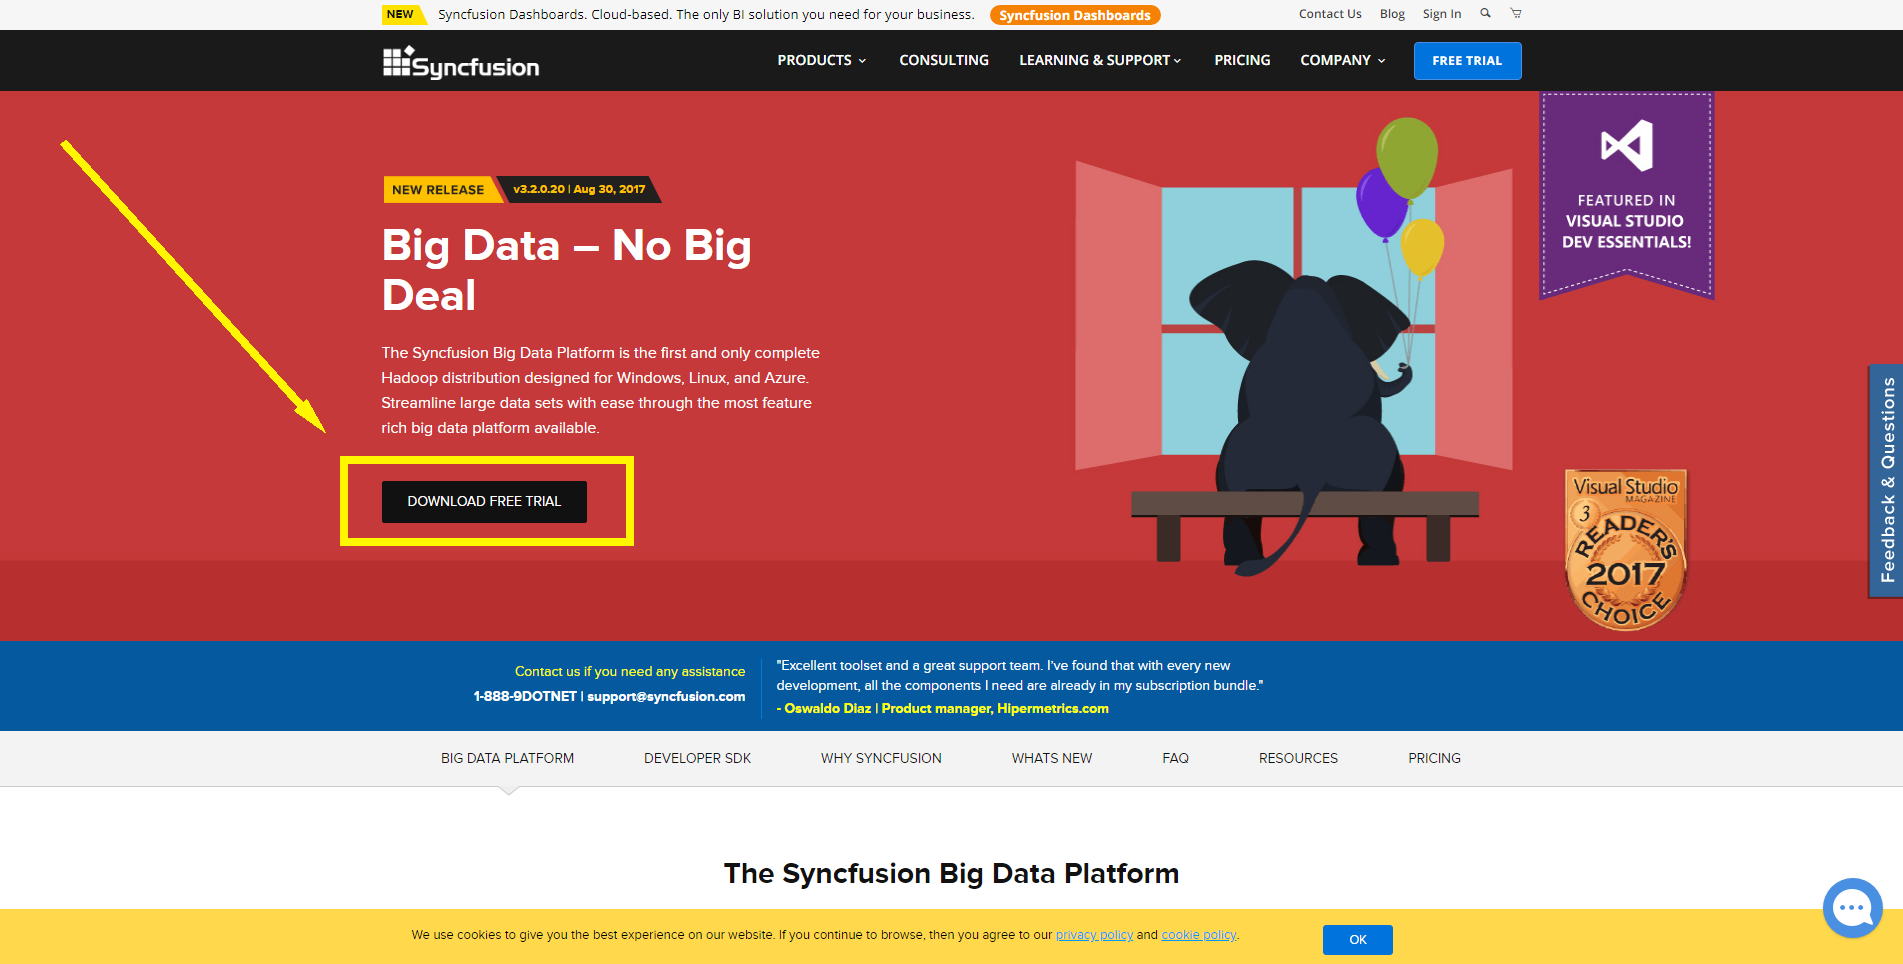 NEW Syncfusion Dashboards. Cloud-based. The only BI solution you need for your business. Syncfusion Dashboards Contact Us Blog Sign In
Syncfusion PRODUCTS CONSULTING LEARNING & SUPPORT PRICING COMPANY FREE TRIAL
NEW RELEASE v3.2.0.20 | Aug 30, 2017
Big Data – No Big
Deal
The Syncfusion Big Data Platform is the first and only complete
Hadoop distribution designed for Windows, Linux, and Azure.
Streamline large data sets with ease through the most feature
rich big data platform available.
DOWNLOAD FREE TRIAL
FEATURED IN
VISUAL STUDIO
DEV ESSENTIALS!
Visual Studio
MAGAZINE
3
READER'S
2017
CHOICE
Feedback & Questions
Contact us if you need any assistance
1-888-9DOTNET | support@syncfusion.com
"Excellent toolset and a great support team. I've found that with every new
development, all the components I need are already in my subscription bundle."
- Oswaldo Diaz | Product manager, Hipermetrics.com
BIG DATA PLATFORM DEVELOPER SDK WHY SYNCFUSION WHATS NEW FAQ RESOURCES PRICING
The Syncfusion Big Data Platform
We use cookies to give you the best experience on our website. If you continue to browse, then you agree to our privacy policy and cookie policy. OK